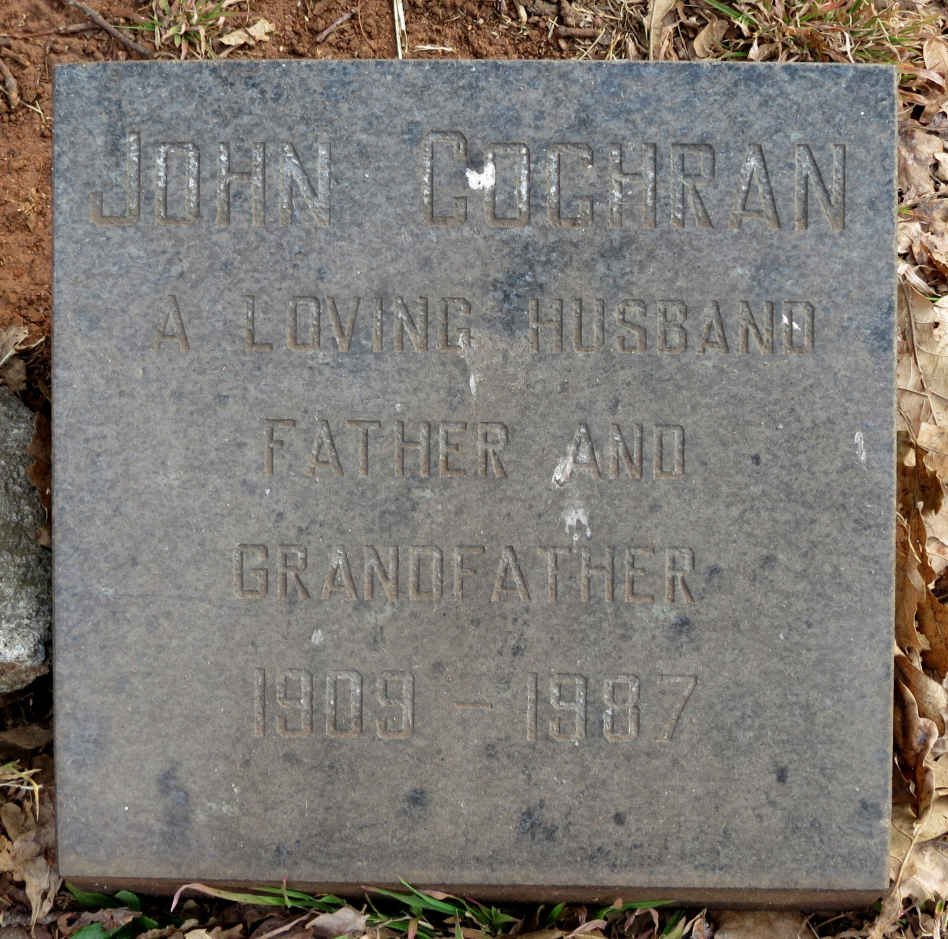 JOHN COCHRAN
A LOVING HUSBAND
FATHER AND
GRANDFATHER
1909 - 1987